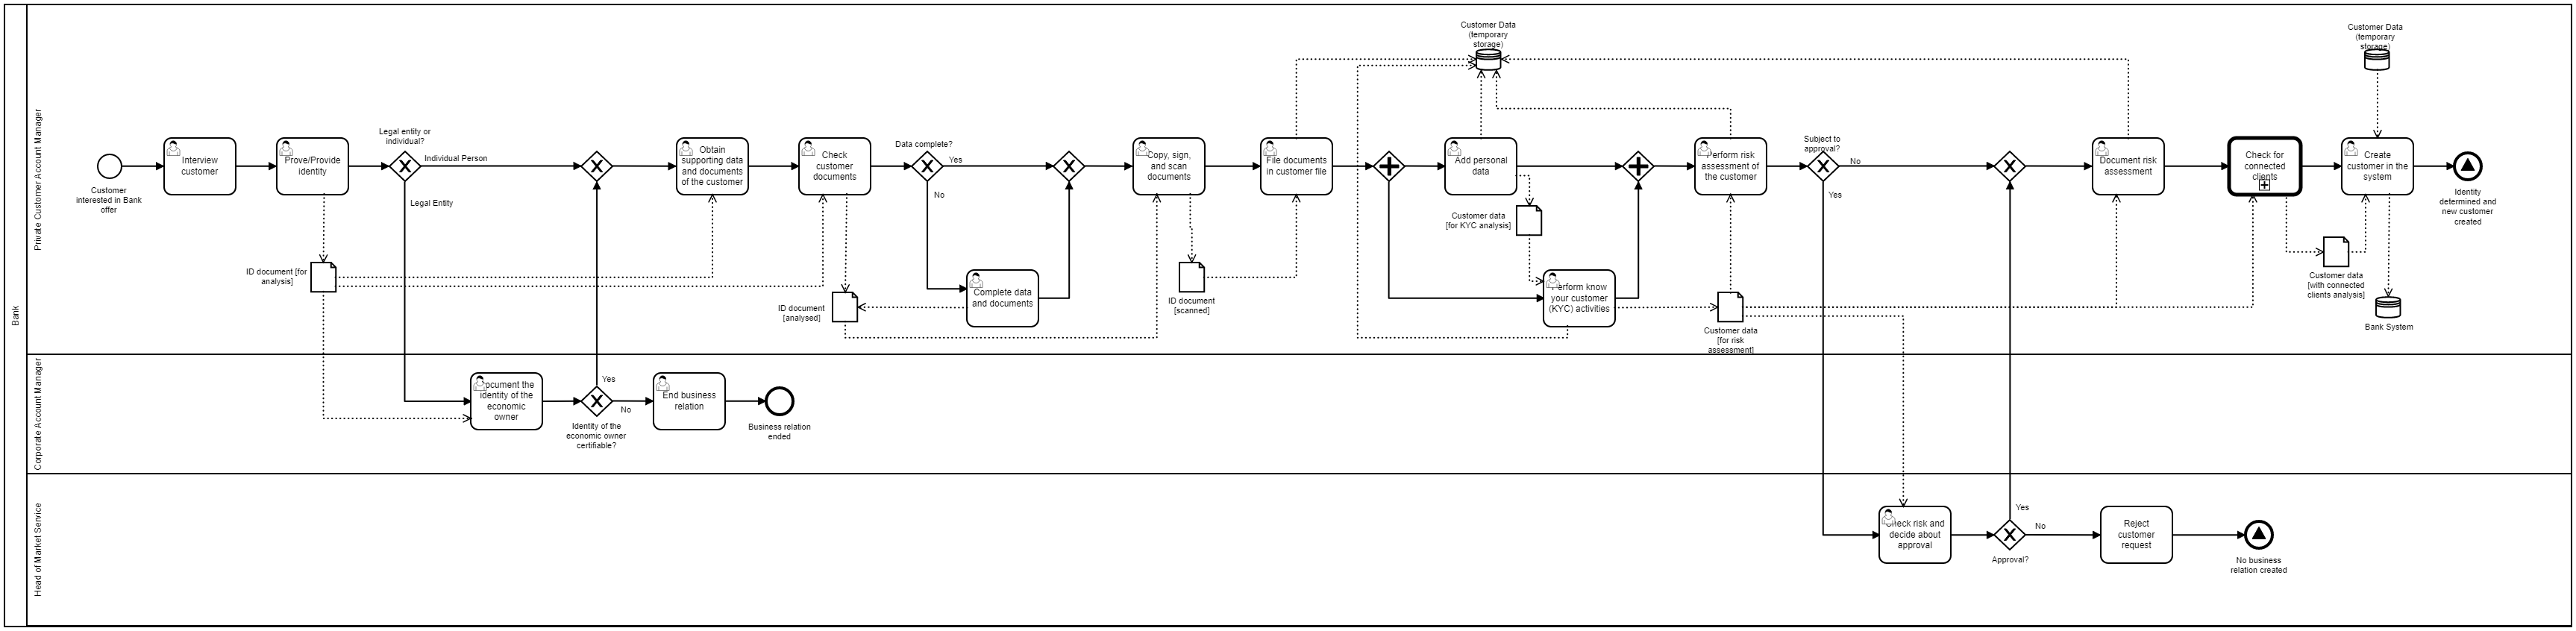 Bank
Private Customer Account Manager
Corporate Account Manager
Head of Market Service
Customer
interested in Bank
offer
Interview
customer
Prove/Provide
identity
ID document [for
analysis]
Legal entity or
individual?
Individual Person
Legal Entity
Obtain
supporting data
and documents
of the customer
Check
customer
documents
ID document
[analysed]
Data complete?
Yes
No
Complete data
and documents
Copy, sign,
and scan
documents
ID document
[scanned]
File documents
in customer file
Customer Data
(temporary
storage)
Add personal
data
Customer data
[for KYC analysis]
Perform know
your customer
(KYC) activities
Perform risk
assessment of
the customer
Customer data
[for risk
assessment]
Subject to
approval?
No
Yes
Document risk
assessment
Check for
connected
clients
Customer Data
(temporary
storage)
Create
customer in the
system
Customer data
[with connected
clients analysis]
Bank System
Identity
determined and
new customer
created
Document the
identity of the
economic
owner
Yes
No
Identity of the
economic owner
certifiable?
End business
relation
Business relation
ended
Check risk and
decide about
approval
Yes
No
Approval?
Reject
customer
request
No business
relation created